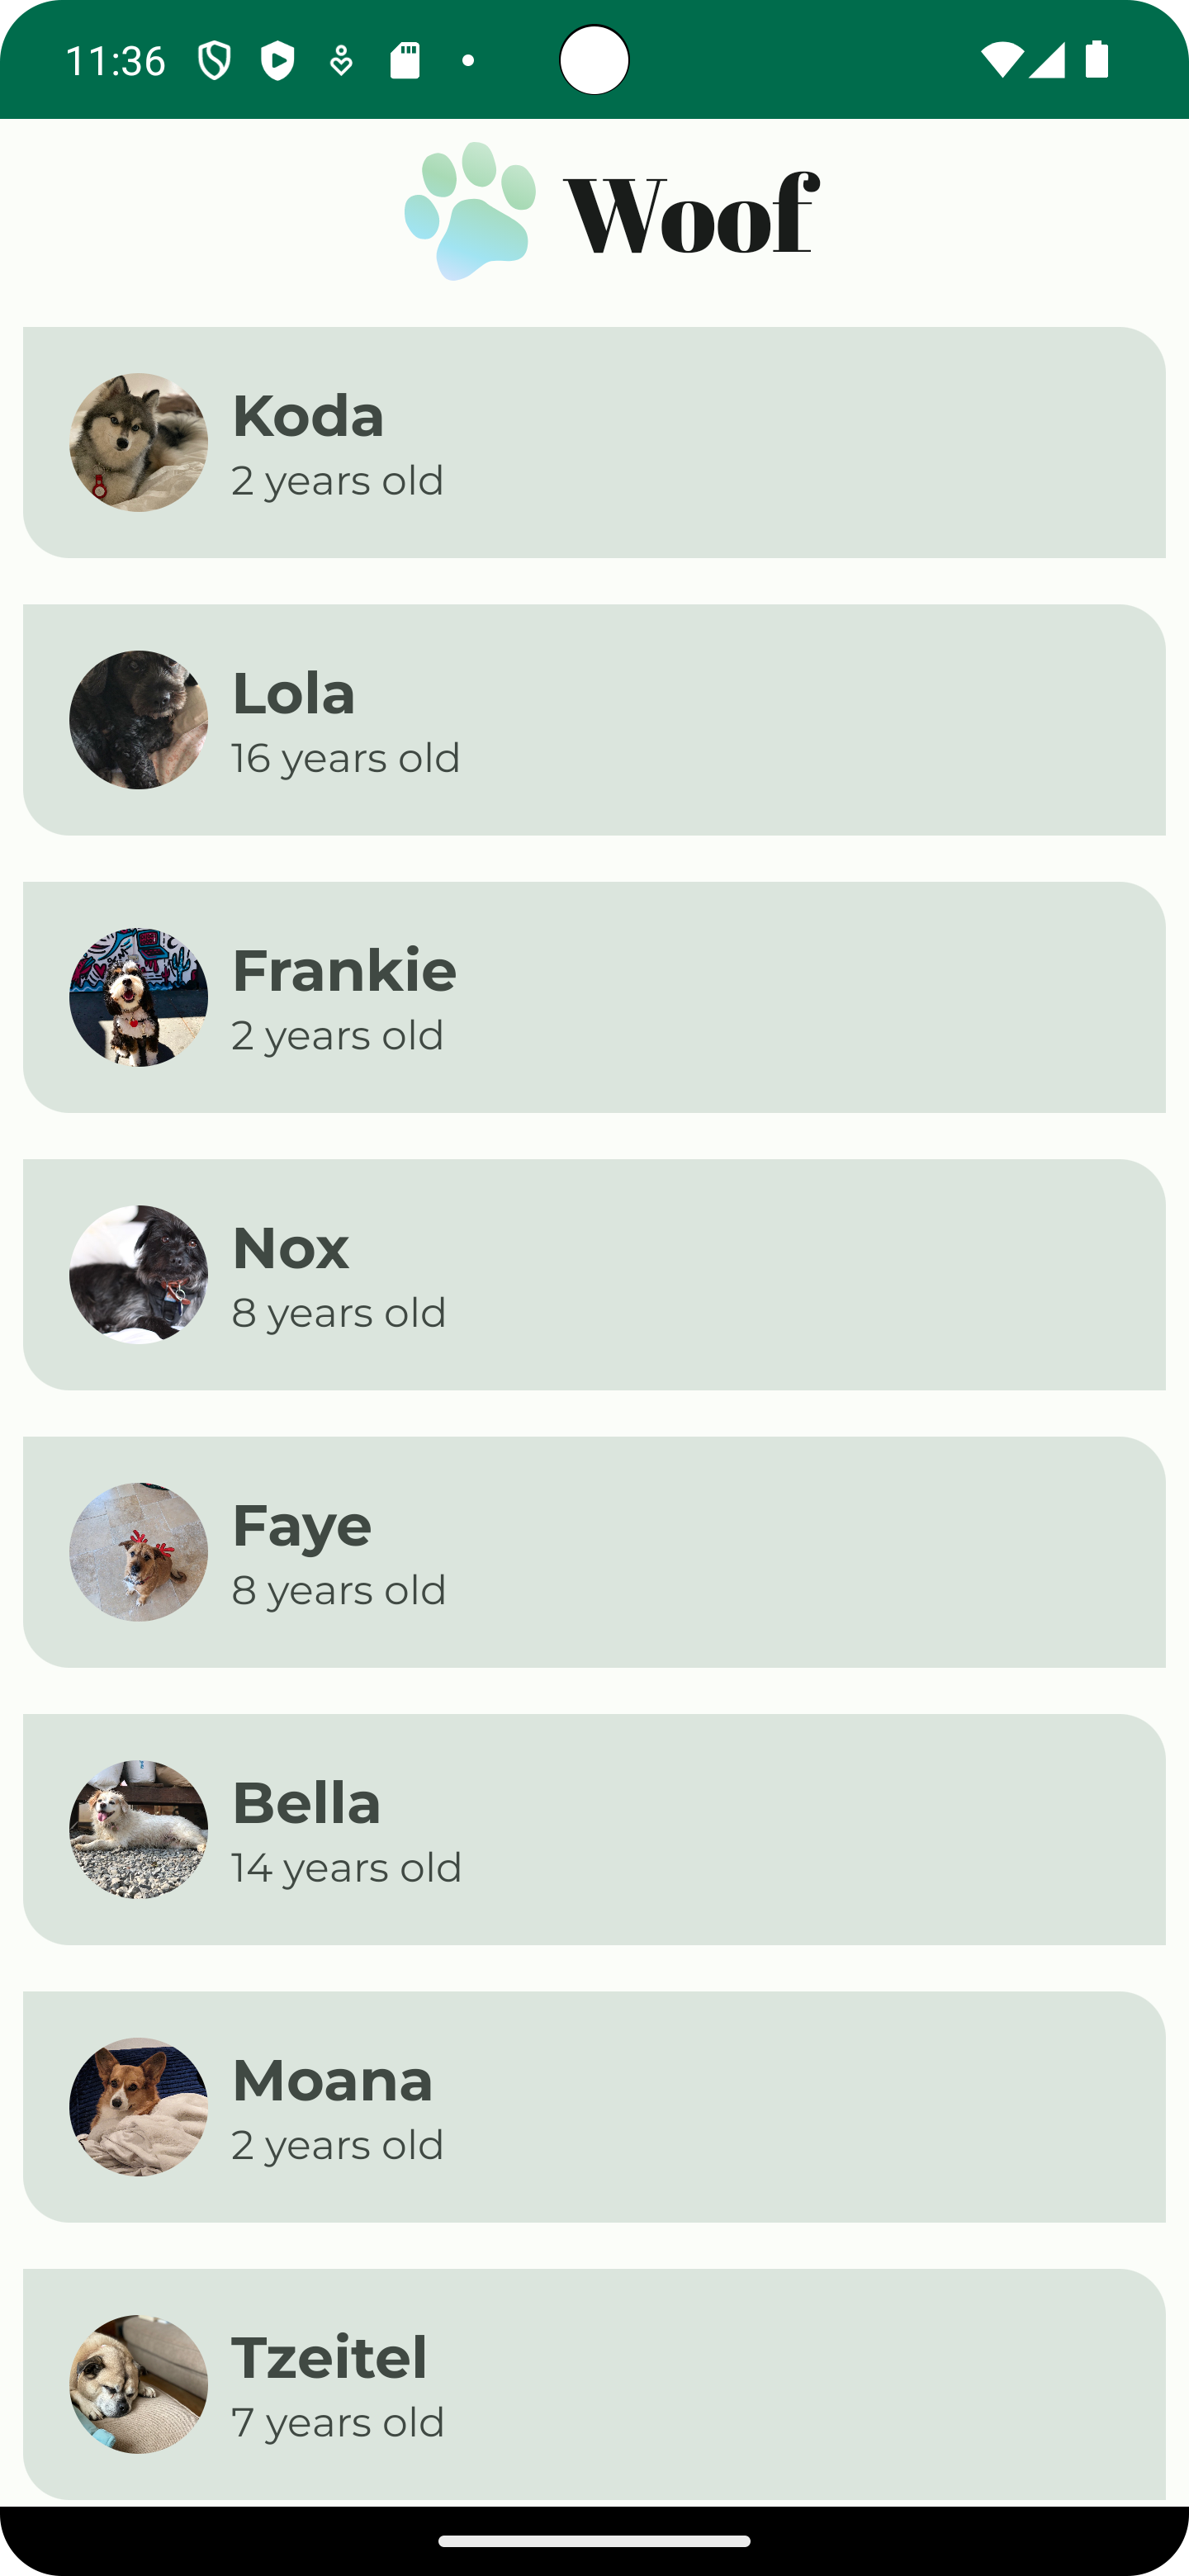 11:36
Woof
Koda
2 years old
Lola
16 years old
Frankie
2 years old
Nox
8 years old
Faye
8 years old
Bella
14 years old
Moana
2 years old
Tzeitel
7 years old